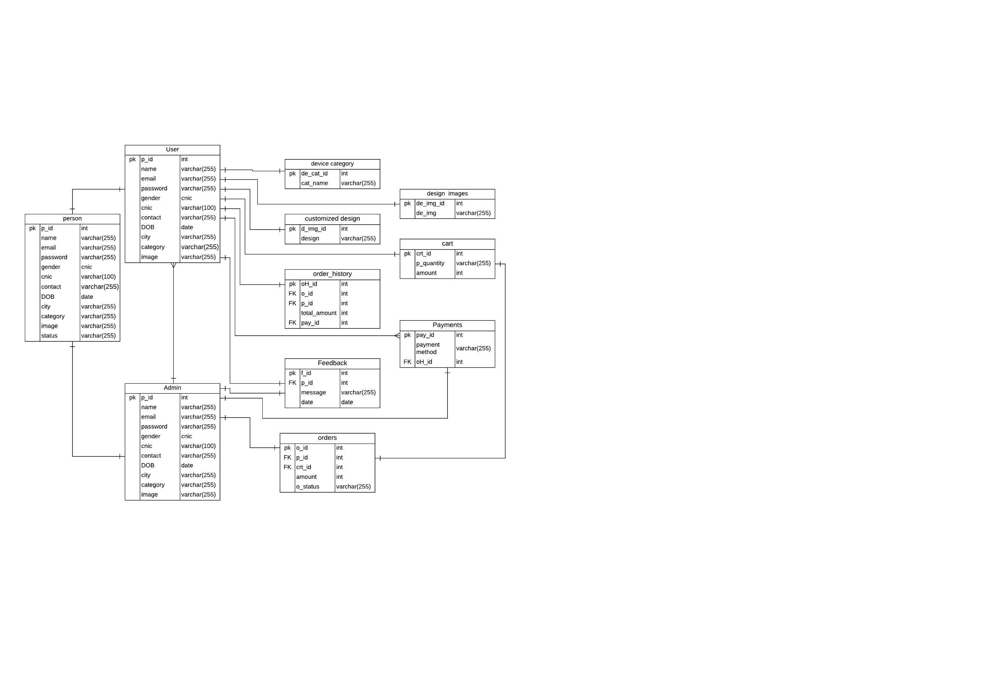 User
pk p_id int
name varchar(255)
email varchar(255)
password varchar(255)
gender cnic
cnic varchar(100)
contact varchar(255)
DOB date
city varchar(255)
category varchar(255)
image varchar(255)
device category
pk de_cat_id int
cat_name varchar(255)
design images
pk de_img_id int
de_img varchar(255)
person
pk p_id int
name varchar(255)
email varchar(255)
password varchar(255)
gender cnic
cnic varchar(100)
contact varchar(255)
DOB date
city varchar(255)
category varchar(255)
image varchar(255)
status varchar(255)
customized design
pk d_img_id int
design varchar(255)
cart
pk crt_id int
p_quantity varchar(255)
amount int
order_history
pk oH_id int
FK o_id int
FK p_id int
total_amount int
FK pay_id int
Payments
pk pay_id int
payment
method varchar(255)
FK oH_id int
Feedback
pk f_id int
FK p_id int
message varchar(255)
date date
Admin
pk p_id int
name varchar(255)
email varchar(255)
password varchar(255)
gender cnic
cnic varchar(100)
contact varchar(255)
DOB date
city varchar(255)
category varchar(255)
image varchar(255)
orders
pk o_id int
FK p_id int
FK crt_id int
amount int
o_status varchar(255)